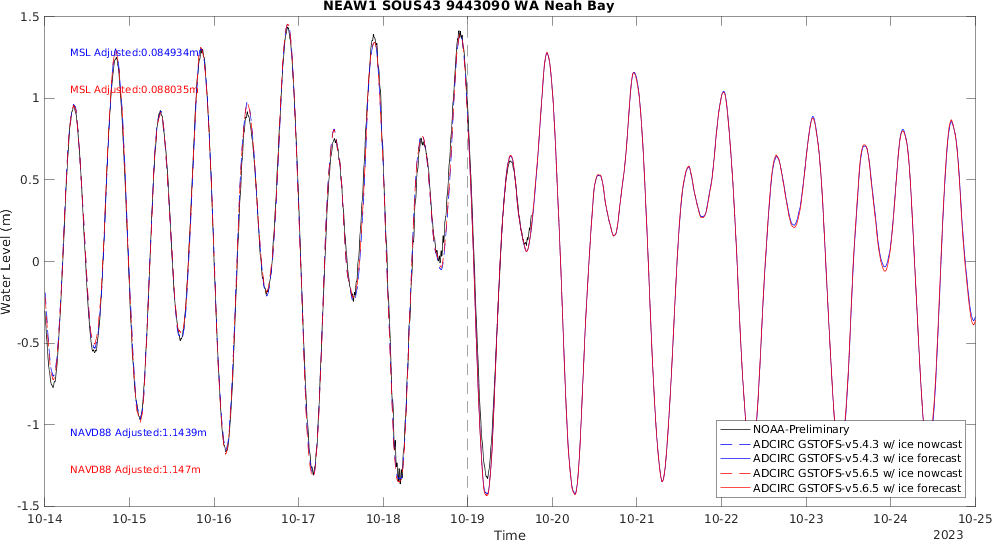 NEAW1 SOUS43 9443090 WA Neah Bay
1.5
1
0.5
0
-0.5
-1
-1.5
Water Level (m)
MSL Adjusted:0.084934m
MSL Adjusted:0.088035m
NAVD88 Adjusted:1.1439m
NAVD88 Adjusted:1.147m
NOAA-Preliminary
ADCIRC GSTOFS-v5.4.3 w/ ice nowcast
ADCIRC GSTOFS-v5.4.3 w/ ice forecast
ADCIRC GSTOFS-v5.6.5 w/ ice nowcast
ADCIRC GSTOFS-v5.6.5 w/ ice forecast
10-14 10-15 10-16 10-17 10-18 10-19 10-20 10-21 10-22 10-23 10-24 10-25
Time
2023